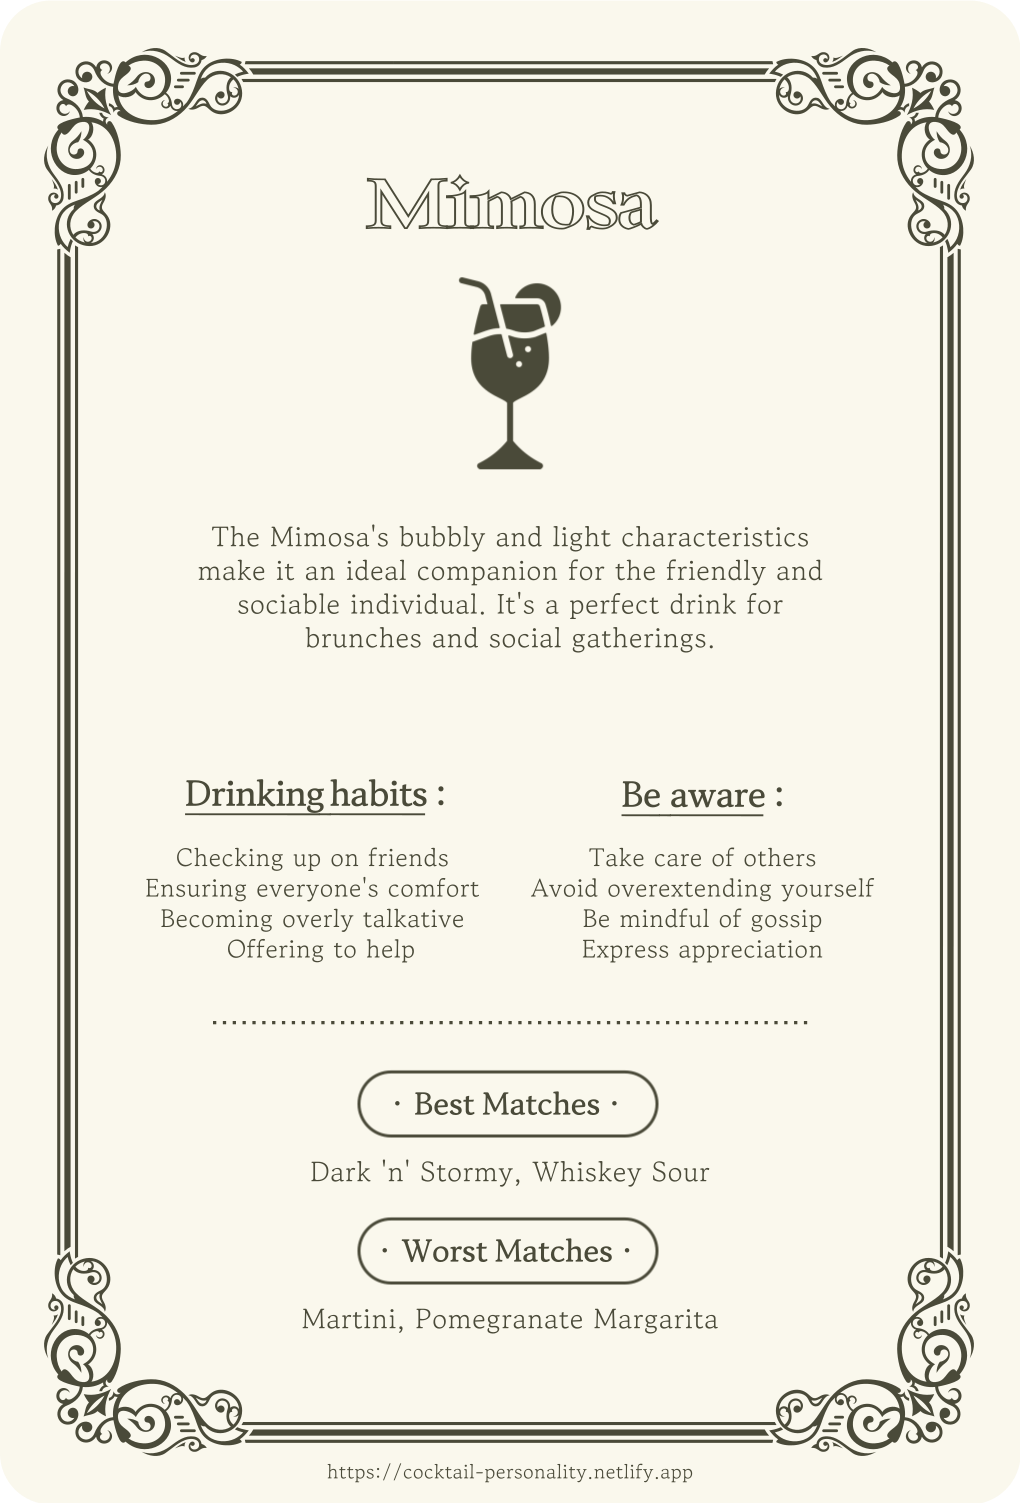 Mimosa
The Mimosa's bubbly and light characteristics
make it an ideal companion for the friendly and
sociable individual. It's a perfect drink for
brunches and social gatherings.
Drinking habits :
Checking up on friends
Ensuring everyone's comfort
Becoming overly talkative
Offering to help
Be aware :
Take care of others
Avoid overextending yourself
Be mindful of gossip
Express appreciation
· Best Matches ·
Dark 'n' Stormy, Whiskey Sour
· Worst Matches ·
Martini, Pomegranate Margarita
https://cocktail-personality.netlify.app